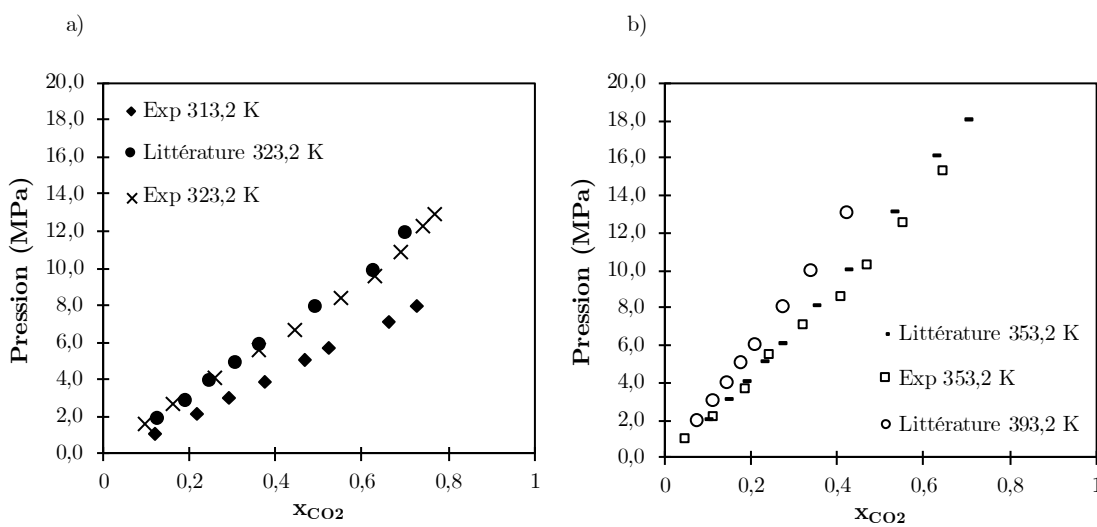 a)
Pression (MPa)
20,0
18,0
16,0
14,0
12,0
10,0
8,0
6,0
4,0
2,0
0,0
Exp 313,2 K
Littérature 323,2 K
Exp 323,2 K
0 0,2 0,4 0,6 0,8 1
xCO2
b)
Pression (MPa)
20,0
18,0
16,0
14,0
12,0
10,0
8,0
6,0
4,0
2,0
0,0
Littérature 353,2 K
Exp 353,2 K
Littérature 393,2 K
0 0,2 0,4 0,6 0,8 1
xCO2